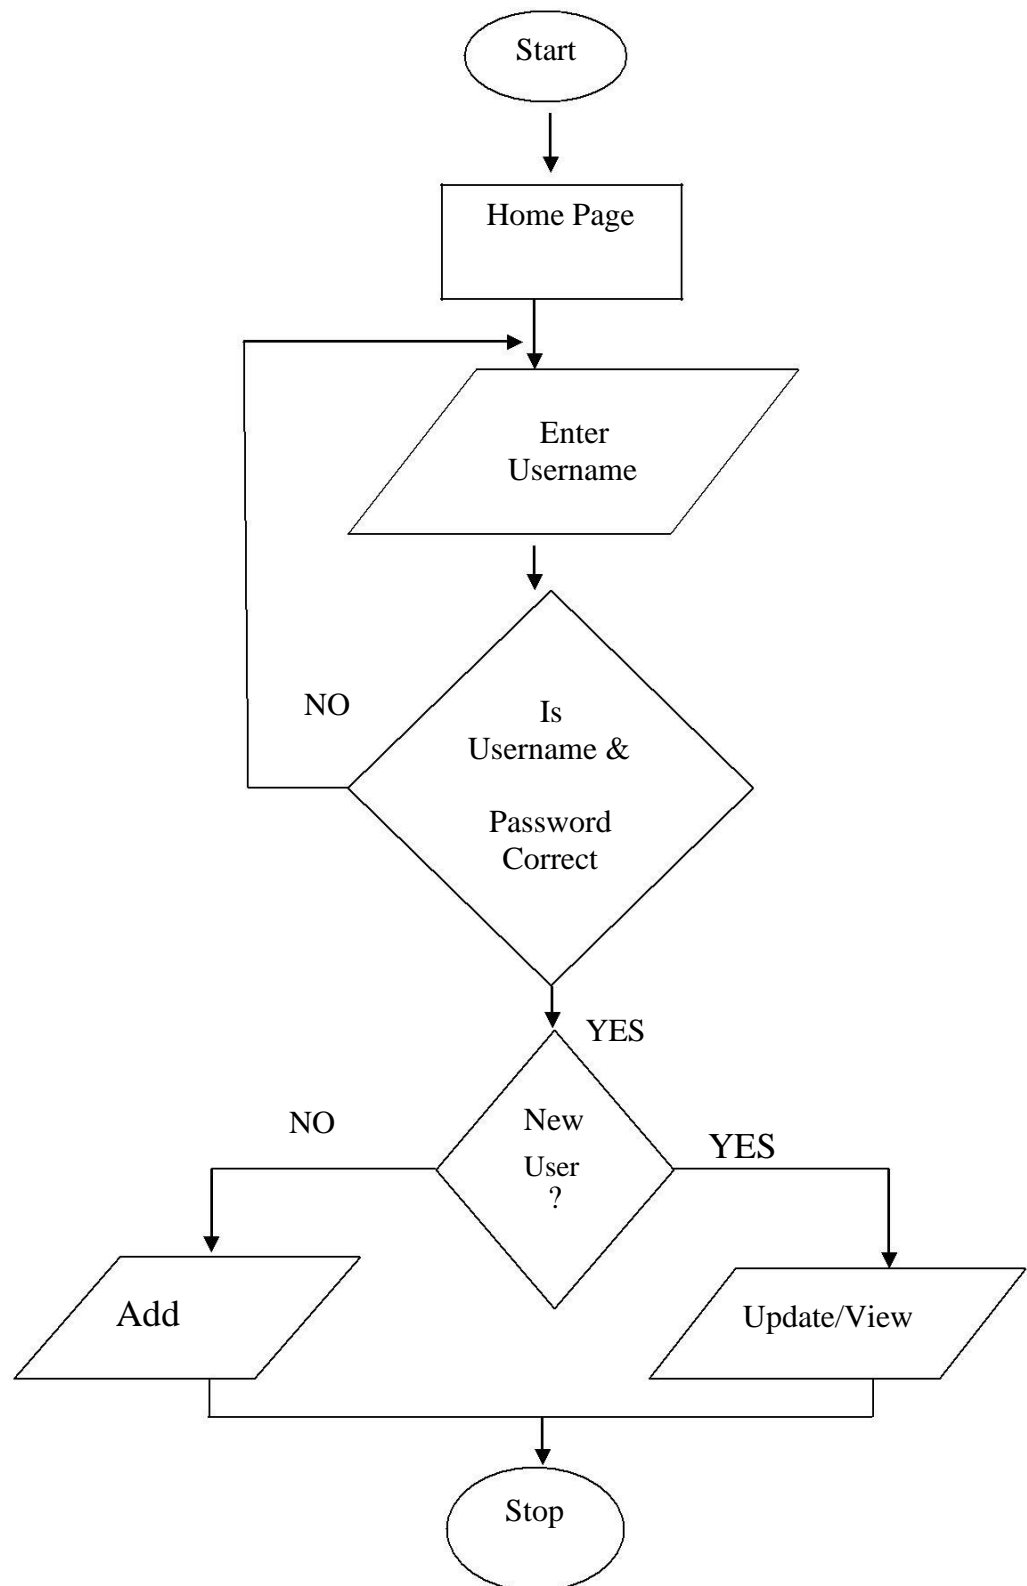 Start
Home Page
Enter
Username
NO
Is
Username &
Password
Correct
YES
NO
New
User
?
YES
Add
Update/View
Stop